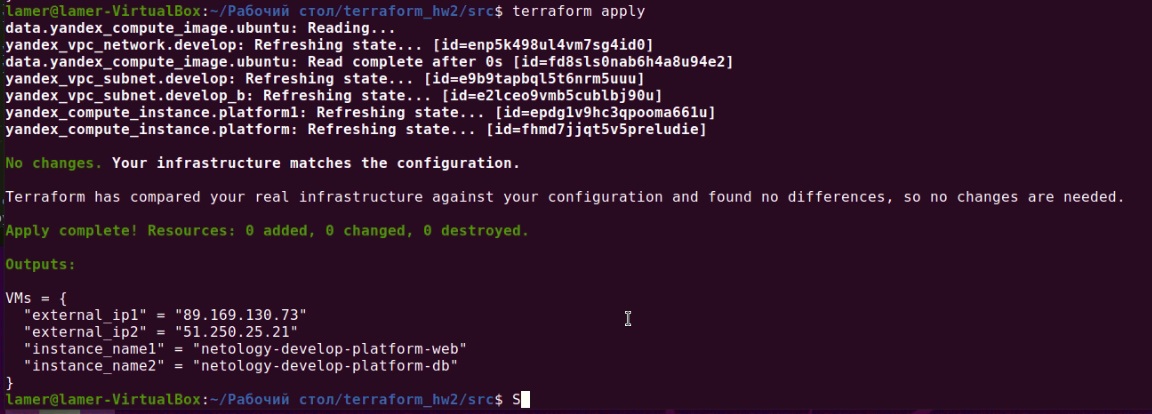 lamer@lamer-VirtualBox:~/Рабочий стол/terraform_hw2/src$ terraform apply
data.yandex_compute_image.ubuntu: Reading...
yandex_vpc_network.develop: Refreshing state... [id=enp5k498ul4vm7sg4id0]
data.yandex_compute_image.ubuntu: Read complete after 0s [id=fd8sls0nab6h4a8u94e2]
yandex_vpc_subnet.develop: Refreshing state... [id=e9b9tapbql5t6nrm5uuu]
yandex_vpc_subnet.develop_b: Refreshing state... [id=e2lceo9vmb5cublbj90u]
yandex_compute_instance.platform1: Refreshing state... [id=epdg1v9hc3qpooma661u]
yandex_compute_instance.platform: Refreshing state... [id=fhmd7jjqt5v5preludie]
No changes. Your infrastructure matches the configuration.
Terraform has compared your real infrastructure against your configuration and found no differences, so no changes are needed.
Apply complete! Resources: 0 added, 0 changed, 0 destroyed.
Outputs:
VMs = {
  "external_ip1" = "89.169.130.73"
  "external_ip2" = "51.250.25.21"
  "instance_name1" = "netology-develop-platform-web"
  "instance_name2" = "netology-develop-platform-db"
}
lamer@lamer-VirtualBox:~/Рабочий стол/terraform_hw2/src$ S